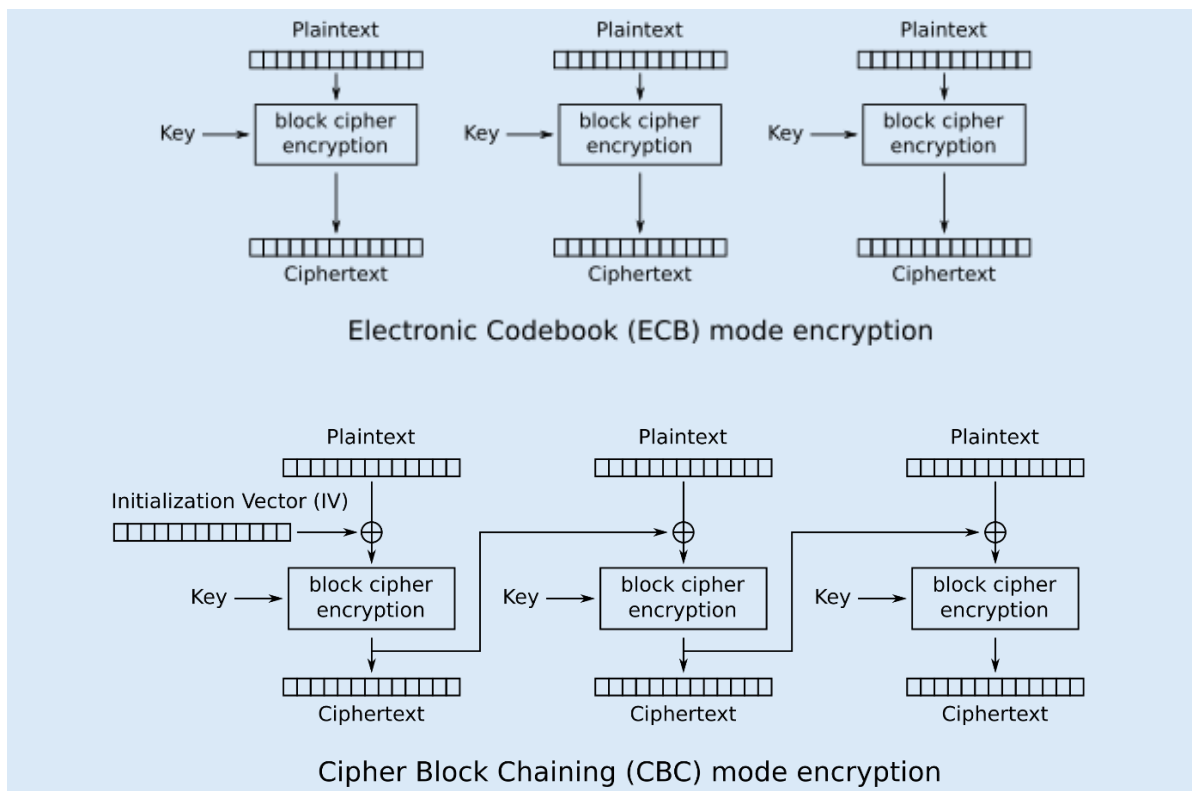 Plaintext
Plaintext
Plaintext
Key
block cipher
encryption
Key
block cipher
encryption
Key
block cipher
encryption
Ciphertext
Ciphertext
Ciphertext
Electronic Codebook (ECB) mode encryption
Plaintext
Plaintext
Plaintext
Initialization Vector (IV)
Key
block cipher
encryption
Key
block cipher
encryption
Key
block cipher
encryption
Ciphertext
Ciphertext
Ciphertext
Cipher Block Chaining (CBC) mode encryption